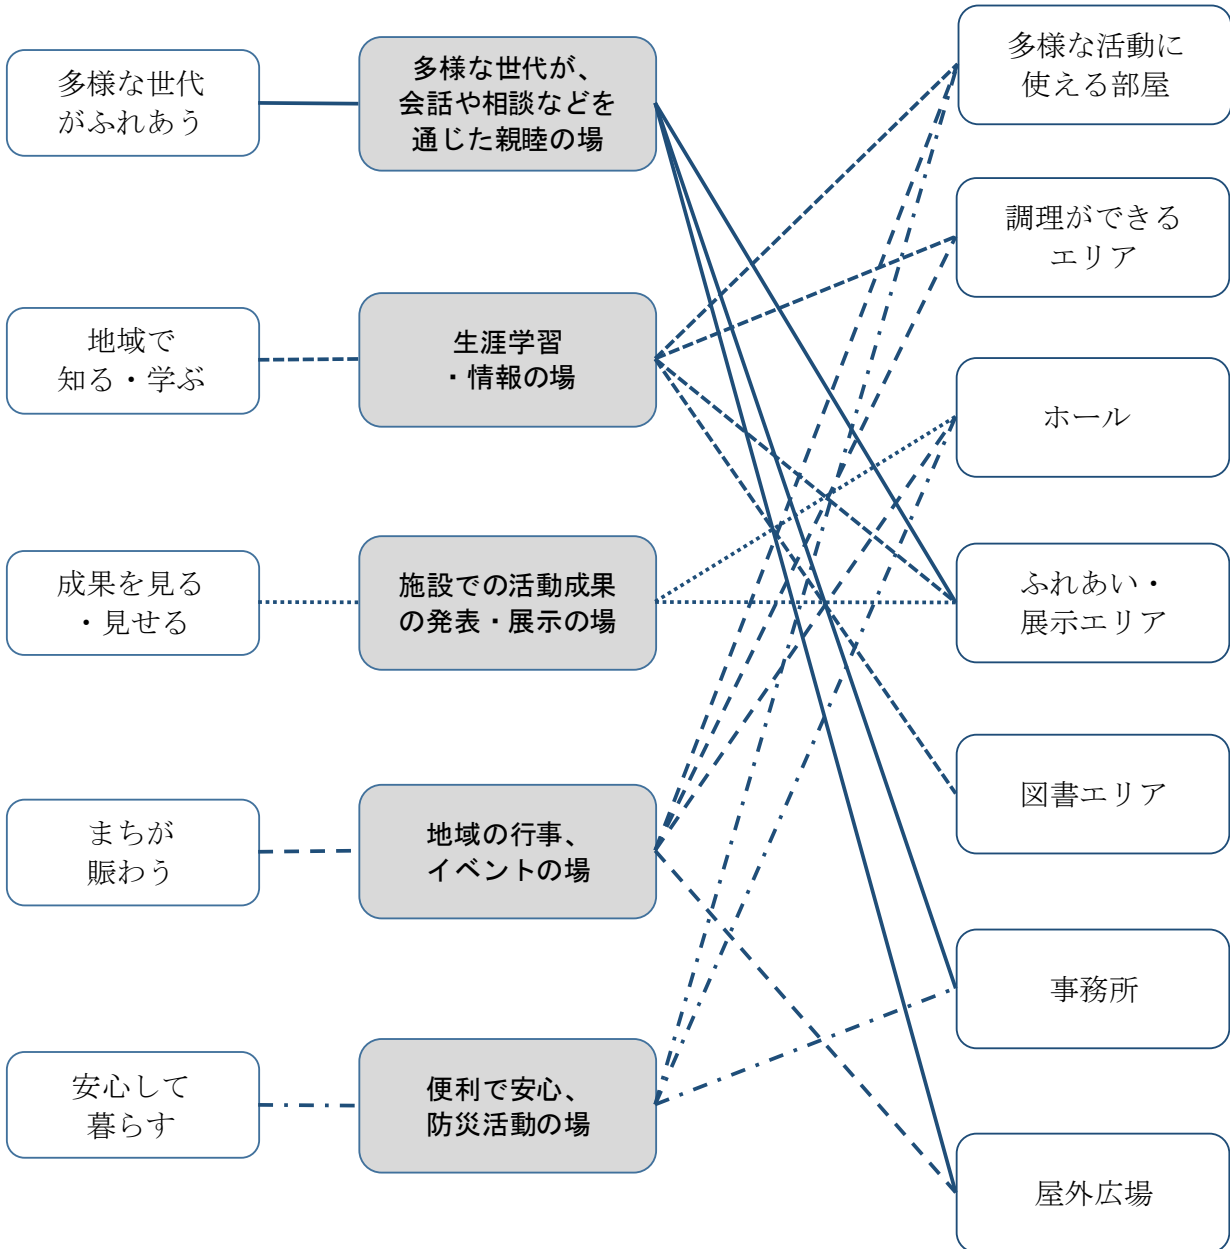 多様な世代
がふれあう
多様な世代が、
会話や相談などを
通じた親睦の場
多様な活動に
使える部屋
調理ができる
エリア
地域で
知る・学ぶ
生涯学習
・情報の場
ホール
成果を見る
・見せる
施設での活動成果
の発表・展示の場
ふれあい・
展示エリア
図書エリア
まちが
賑わう
地域の行事、
イベントの場
事務所
安心して
暮らす
便利で安心、
防災活動の場
屋外広場